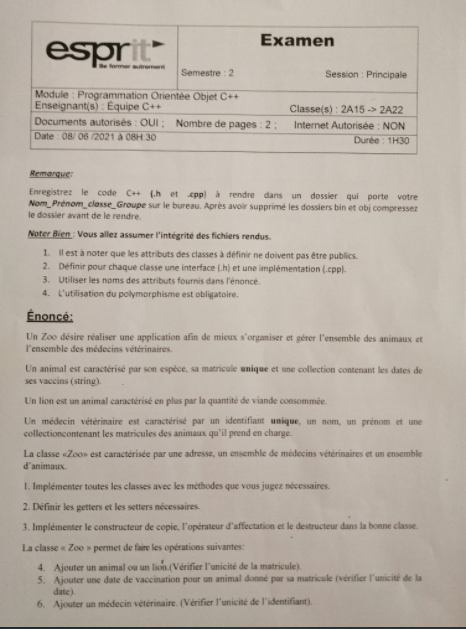 esprit
Se former autrement
Examen
Semestre : 2
Session : Principale
Module : Programmation Orientée Objet C++
Enseignant(s) : Équipe C++
Classe(s) : 2A15 -> 2A22
Documents autorisés : OUI ; Nombre de pages : 2 ; Internet Autorisée : NON
Date : 08/ 06 /2021 à 08H:30
Durée : 1H30
Remarque:
Enregistrez le code C++ (.h et .cpp) à rendre dans un dossier qui porte votre
Nom_Prénom_classe_Groupe sur le bureau. Après avoir supprimé les dossiers bin et obj compressez
le dossier avant de le rendre.
Noter Bien : Vous allez assumer l'intégrité des fichiers rendus.
1. Il est à noter que les attributs des classes à définir ne doivent pas être publics.
2. Définir pour chaque classe une interface (.h) et une implémentation (.cpp).
3. Utiliser les noms des attributs fournis dans l'énoncé.
4. L'utilisation du polymorphisme est obligatoire.
Énoncé:
Un Zoo désire réaliser une application afin de mieux s'organiser et gérer l'ensemble des animaux et
l'ensemble des médecins vétérinaires.
Un animal est caractérisé par son espèce, sa matricule unique et une collection contenant les dates de
ses vaccins (string).
Un lion est un animal caractérisé en plus par la quantité de viande consommée.
Un médecin vétérinaire est caractérisé par un identifiant unique, un nom, un prénom et une
collectioncontenant les matricules des animaux qu'il prend en charge.
La classe «Zoo» est caractérisée par une adresse, un ensemble de médecins vétérinaires et un ensemble
d'animaux.
1. Implémenter toutes les classes avec les méthodes que vous jugez nécessaires.
2. Définir les getters et les setters nécessaires.
3. Implémenter le constructeur de copie, l'opérateur d'affectation et le destructeur dans la bonne classe.
La classe « Zoo » permet de faire les opérations suivantes:
4. Ajouter un animal ou un lion.(Vérifier l'unicité de la matricule).
5. Ajouter une date de vaccination pour un animal donné par sa matricule (vérifier l'unicité de la
date).
6. Ajouter un médecin vétérinaire. (Vérifier l'unicité de l'identifiant).